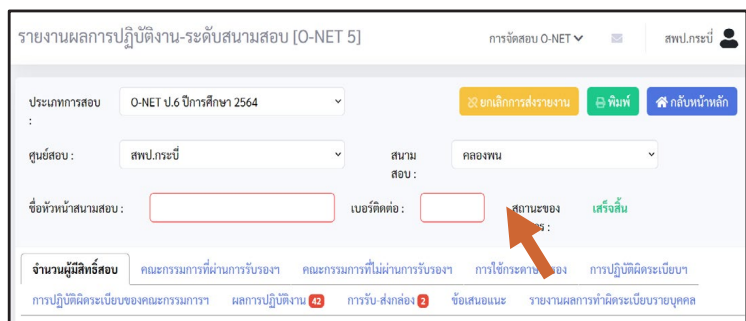 รายงานผลการปฏิบัติงาน-ระดับสนามสอบ [O-NET 5] การจัดสอบ O-NET สพป.กระบี่
ประเภทการสอบ : O-NET ป.6 ปีการศึกษา 2564 ยกเลิกการส่งรายงาน พิมพ์ กลับหน้าหลัก
ศูนย์สอบ : สพป.กระบี่ สนามสอบ : คลองพน
ชื่อหัวหน้าสนามสอบ : เบอร์ติดต่อ : สถานะของ เสร็จสิ้น
จำนวนผู้มีสิทธิ์สอบ คณะกรรมการที่ผ่านการรับรองฯ คณะกรรมการที่ไม่ผ่านการรับรองฯ การปฏิบัติผิดระเบียบฯ
การปฏิบัติผิดระเบียบของคณะกรรมการฯ ผลการปฏิบัติงาน 42 การรับ-ส่งกล่อง 2 ข้อเสนอแนะ รายงานผลการทำผิดระเบียบรายบุคคล